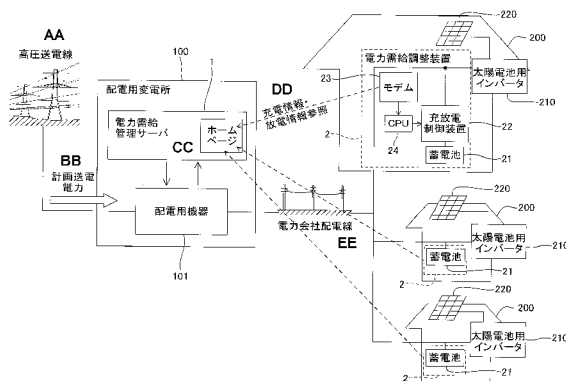 AA
高圧送電線
100
配電用変電所
1
電力需給
管理サーバ
ホーム
ページ
CC
BB
計画送電
電力
配電用機器
101
DD
充電情報・
放電情報参照
電力会社配電線
EE
220
200
電力需給調整装置
23
モデム
太陽電池用
インバータ
210
2
CPU
24
充放電
制御装置
22
蓄電池
21
220
200
太陽電池用
インバータ
210
蓄電池
21
2
220
200
太陽電池用
インバータ
210
蓄電池
21
2